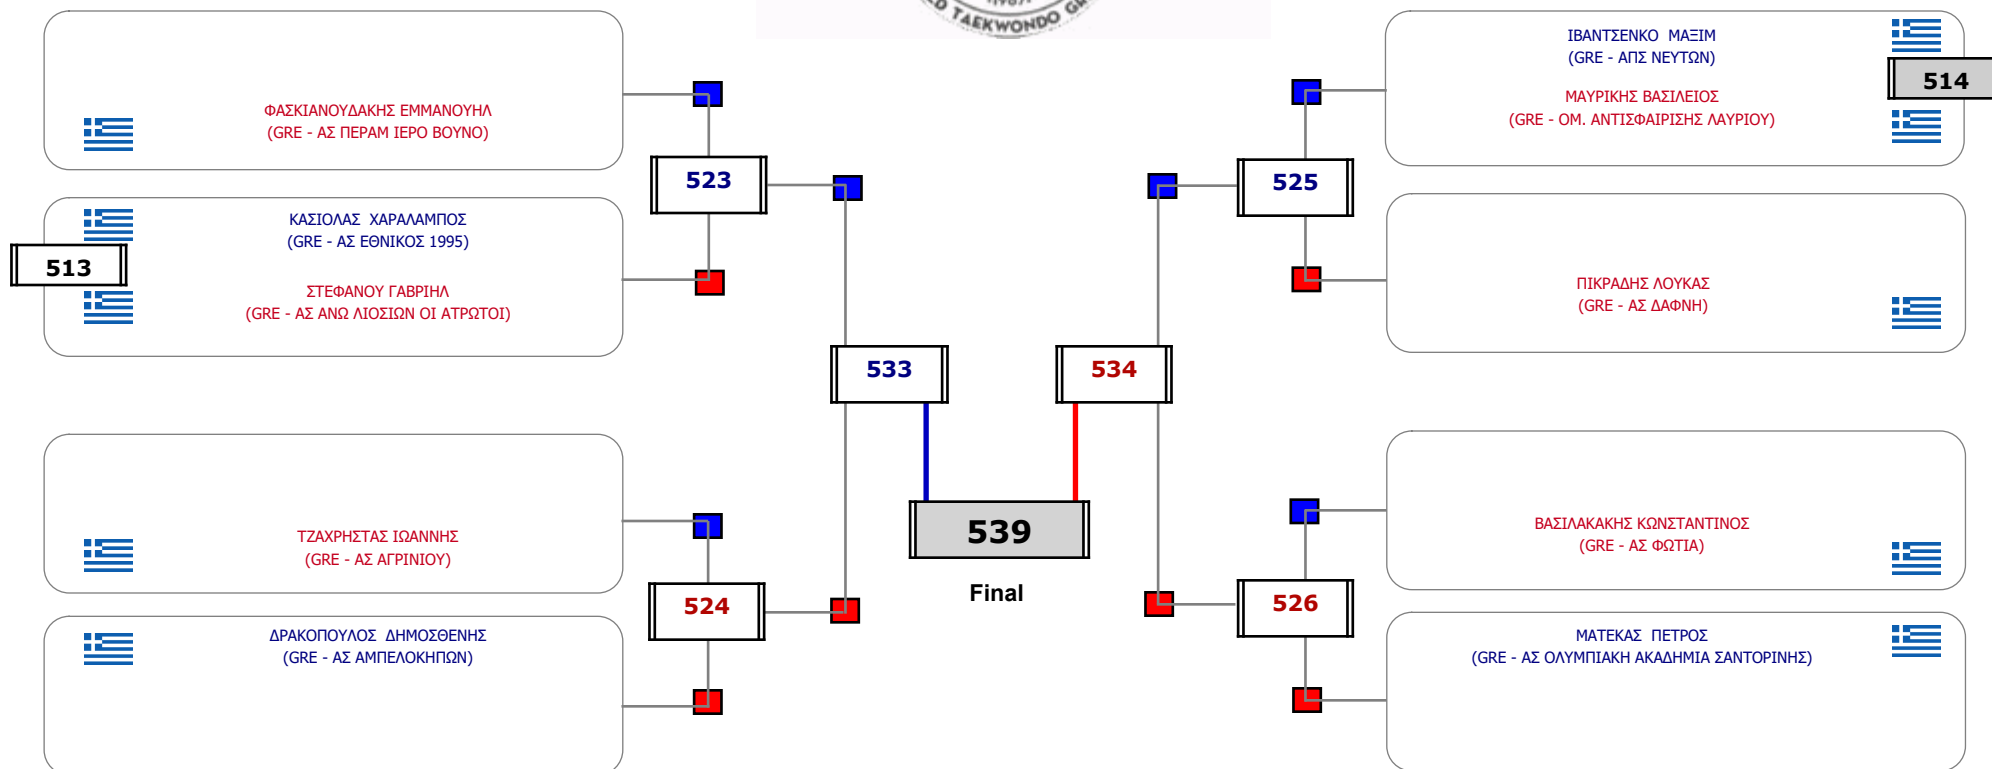 TAEKWONDO
ΦΑΣΚΙΑΝΟΥΔΑΚΗΣ ΕΜΜΑΝΟΥΗΛ
(GRE - ΑΣ ΠΕΡΑΜ ΙΕΡΟ ΒΟΥΝΟ)
523
ΚΑΣΙΟΛΑΣ ΧΑΡΑΛΑΜΠΟΣ
(GRE - ΑΣ ΕΘΝΙΚΟΣ 1995)
513
ΣΤΕΦΑΝΟΥ ΓΑΒΡΙΗΛ
(GRE - ΑΣ ΑΝΩ ΛΙΟΣΙΩΝ ΟΙ ΑΤΡΩΤΟΙ)
533
ΤΖΑΧΡΗΣΤΑΣ ΙΩΑΝΝΗΣ
(GRE - ΑΣ ΑΓΡΙΝΙΟΥ)
524
ΔΡΑΚΟΠΟΥΛΟΣ ΔΗΜΟΣΘΕΝΗΣ
(GRE - ΑΣ ΑΜΠΕΛΟΚΗΠΩΝ)
539
Final
ΙΒΑΝΤΣΕΝΚΟ ΜΑΞΙΜ
(GRE - ΑΠΣ ΝΕΥΤΩΝ)
514
ΜΑΥΡΙΚΗΣ ΒΑΣΙΛΕΙΟΣ
(GRE - ΟΜ. ΑΝΤΙΣΦΑΙΡΙΣΗΣ ΛΑΥΡΙΟΥ)
525
ΠΙΚΡΑΔΗΣ ΛΟΥΚΑΣ
(GRE - ΑΣ ΔΑΦΝΗ)
534
ΒΑΣΙΛΑΚΑΚΗΣ ΚΩΝΣΤΑΝΤΙΝΟΣ
(GRE - ΑΣ ΦΩΤΙΑ)
526
ΜΑΤΕΚΑΣ ΠΕΤΡΟΣ
(GRE - ΑΣ ΟΛΥΜΠΙΑΚΗ ΑΚΑΔΗΜΙΑ ΣΑΝΤΟΡΙΝΗΣ)